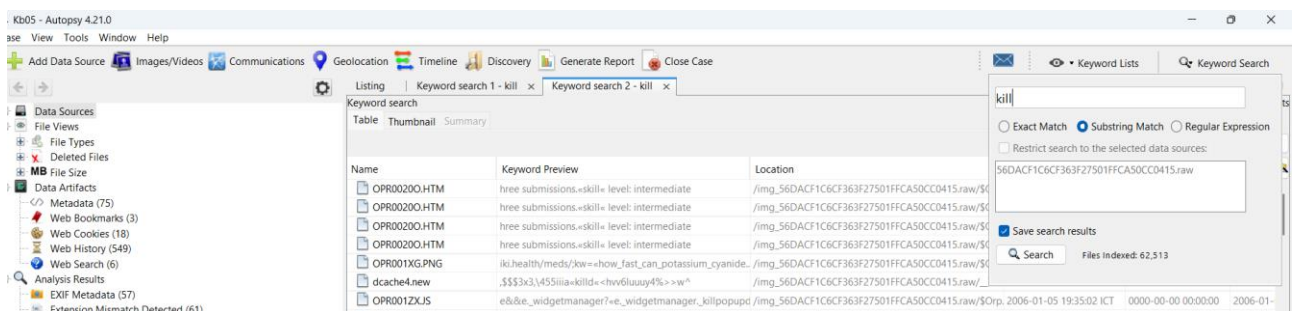 Kb05 - Autopsy 4.21.0
ase View Tools Window Help
Add Data Source Images/Videos Communications Geolocation Timeline Discovery Generate Report Close Case Keyword Lists Keyword Search
Listing Keyword search 1 - kill × Keyword search 2 - kill ×
Keyword search
Table Thumbnail Summary
Data Sources
File Views
File Types
Deleted Files
MB File Size
Data Artifacts
Metadata (75)
Web Bookmarks (3)
Web Cookies (18)
Web History (549)
Web Search (6)
Analysis Results
EXIF Metadata (57)
Extension Mismatch Detected (61)
Name Keyword Preview Location
OPR0020O.HTM hree submissions.«skill« level: intermediate /img_56DACF1C6CF363F27501FFCA50CC0415.raw/$O
OPR0020O.HTM hree submissions.«skill« level: intermediate /img_56DACF1C6CF363F27501FFCA50CC0415.raw/$O
OPR0020O.HTM hree submissions.«skill« level: intermediate /img_56DACF1C6CF363F27501FFCA50CC0415.raw/$O
OPR0020O.HTM hree submissions.«skill« level: intermediate /img_56DACF1C6CF363F27501FFCA50CC0415.raw/$O
OPR001XG.PNG iki.health/meds/;kw=«how_fast_can_potassium_cyanide.. /img_56DACF1C6CF363F27501FFCA50CC0415.raw/$O
dcache4.new ,$$$3x3,\455iiia«killd«<hvv6luuuy4%>>w^ /img_56DACF1C6CF363F27501FFCA50CC0415.raw/
OPR001ZX.JS e&&e._widgetmanager?«e._widgetmanager._killpopupd /img_56DACF1C6CF363F27501FFCA50CC0415.raw/$Orp. 2006-01-05 19:35:02 ICT 0000-00-00 00:00:00 2006-01-
kill
Exact Match Substring Match Regular Expression
Restrict search to the selected data sources:
56DACF1C6CF363F27501FFCA50CC0415.raw
Save search results
Search Files Indexed: 62,513